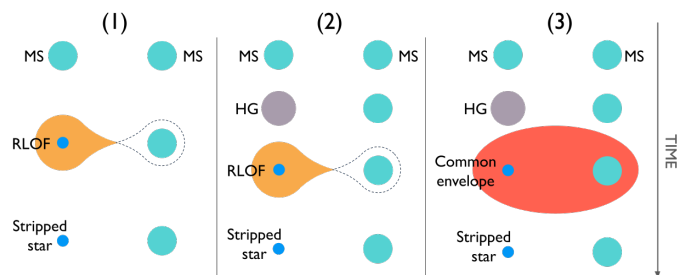 (1)
MS
MS
RLOF
Stripped
star
(2)
MS
MS
HG
RLOF
Stripped
star
(3)
MS
MS
HG
Common
envelope
Stripped
star
TIME